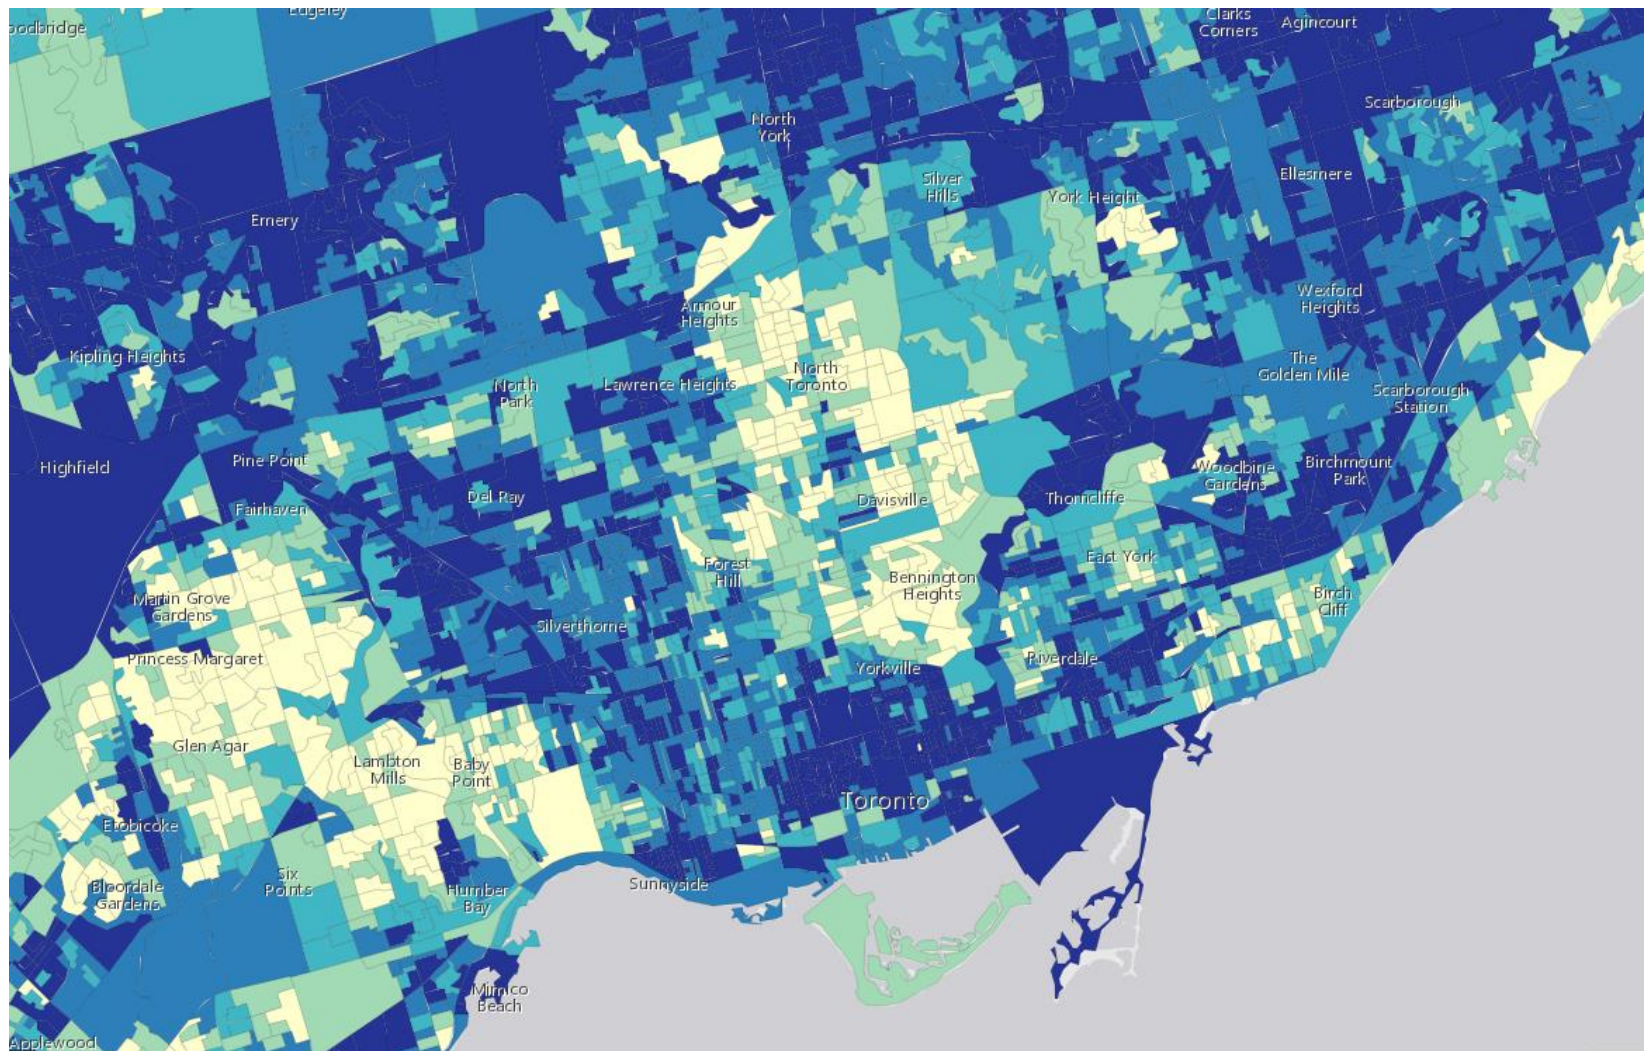 Edgeley
oodbridge
Clarks
Corners
Agincourt
Scarborough
North
York
Silver
Hills
Ellesmere
York Height
Emery
Wexford
Heights
Armour
Heights
Kipling Heights
The
Golden Mile
North
Toronto
Lawrence Heights
North
Park
Scarborough
Station
Highfield
Pine Point
Woodbine
Gardens
Birchmount
Park
Del Ray
Davisville
Thorncliffe
Fairhaven
East York
Forest
Hill
Bennington
Heights
Birch
Cliff
Martin Grove
Gardens
Silverthorne
Princess Margaret
Yorkville
Riverdale
Glen Agar
Lambton
Mills
Baby
Point
Toronto
Etobicoke
Six
Points
Bloordale
Gardens
Humber
Bay
Sunnyside
Mimico
Beach
Applewood